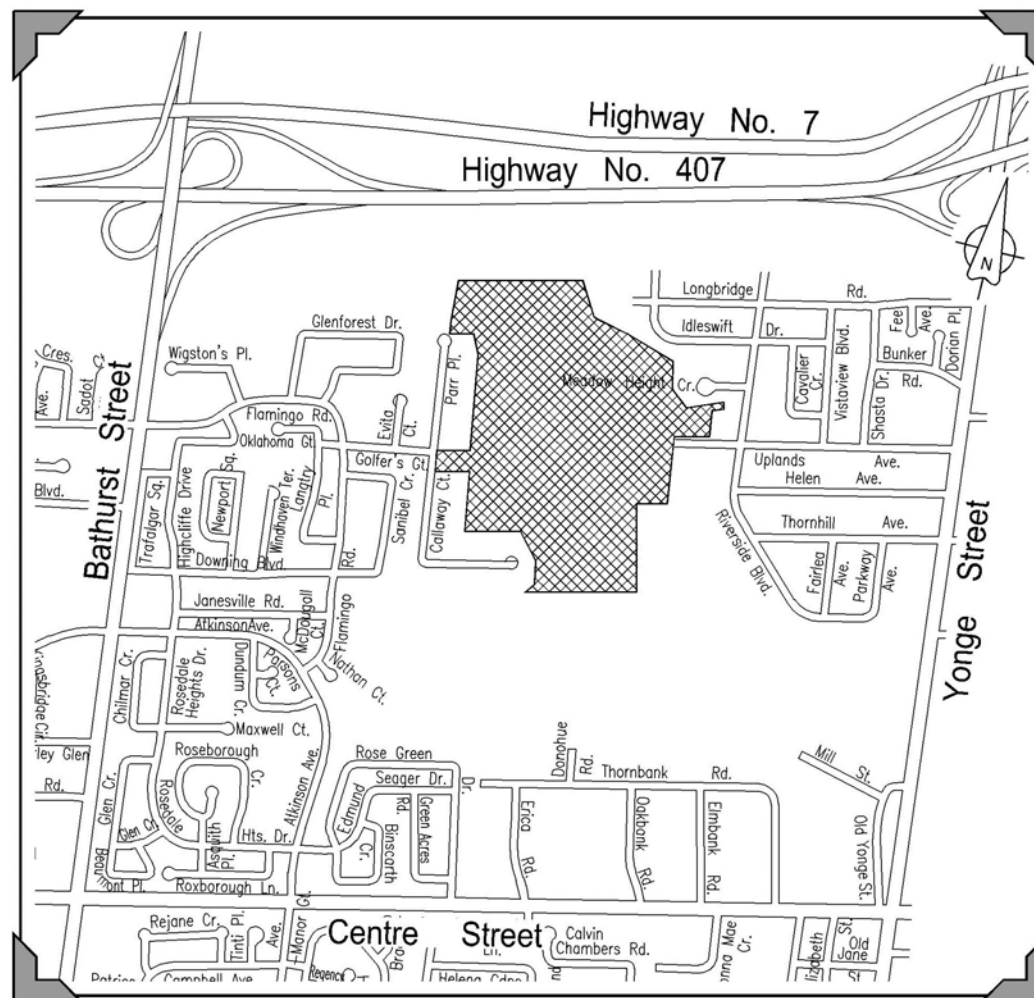 Highway No. 7
Highway No. 407
N
Longbridge Rd.
Idleswift Dr.
Fee Ave.
Dorian Pl.
Bunker Rd.
Glenforest Dr.
Wigston's Pl.
Cres.
Sadot
Ave.
Parr Pl.
Meadow Height Cr.
Cavalier Cr.
Vistaview Blvd.
Shasta Dr.
Evita Ct.
Flamingo Rd.
Oklahoma Gt.
Golfer's Gt.
Uplands Ave.
Helen Ave.
Blvd.
Bathurst Street
Trafalgar Sq.
Highcliffe Drive
Newport Sq.
Windhaven Ter.
Langtry Pl.
Sanibel Cr.
Callaway Ct.
Thornhill Ave.
Riverside Blvd.
Fairlea Ave.
Parkway Ave.
Yonge Street
Downing Blvd.
Janesville Rd.
Atkinson Ave.
McDougall Ct.
Flamingo Rd.
Nathan Ct.
Parsons Ct.
Dundurn Cr.
Rosedale Heights Dr.
Chilmar Cr.
Maxwell Ct.
Roseborough Cr.
Atkinson Ave.
Rose Green Dr.
Seager Dr.
Edmund
Cr.
Binscarth
Rd.
Green Acres
Donohue Rd.
Thornbank Rd.
Mill St.
Erica Rd.
Oakbank Rd.
Elmbank Rd.
Old Yonge St.
Rd.
Glen Cr.
Glen Ct
Rosedale Hts. Dr.
Asquith Pl.
Roxborough Ln.
Gt.
Manor
Rejane Cr.
Tinti Pl.
Ave.
Centre Street
Ln.
Calvin Chambers Rd.
Cr.
Old Jane St.
St.
Campbell Ave